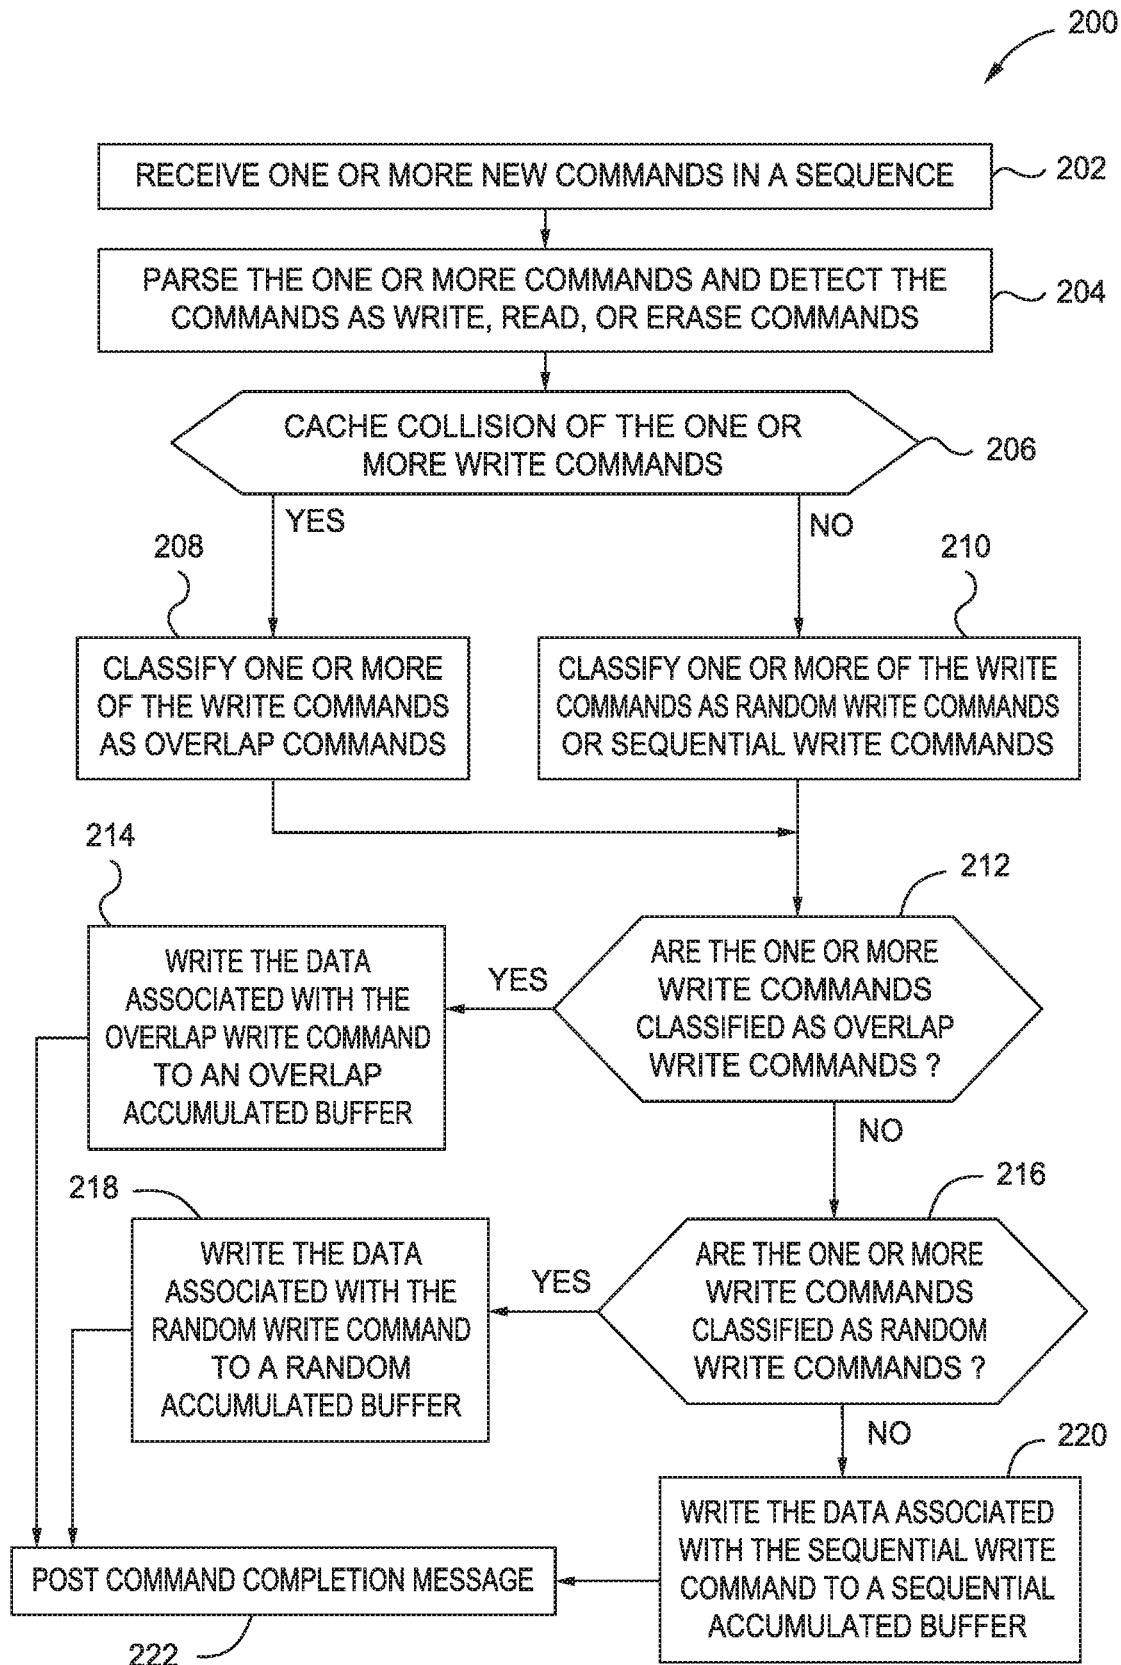 200
RECEIVE ONE OR MORE NEW COMMANDS IN A SEQUENCE
202
PARSE THE ONE OR MORE COMMANDS AND DETECT THE
COMMANDS AS WRITE, READ, OR ERASE COMMANDS
204
CACHE COLLISION OF THE ONE OR
MORE WRITE COMMANDS
206
YES
NO
208
210
CLASSIFY ONE OR MORE
OF THE WRITE COMMANDS
AS OVERLAP COMMANDS
CLASSIFY ONE OR MORE OF THE WRITE
COMMANDS AS RANDOM WRITE COMMANDS
OR SEQUENTIAL WRITE COMMANDS
214
212
WRITE THE DATA
ASSOCIATED WITH THE
OVERLAP WRITE COMMAND
TO AN OVERLAP
ACCUMULATED BUFFER
YES
ARE THE ONE OR MORE
WRITE COMMANDS
CLASSIFIED AS OVERLAP
WRITE COMMANDS ?
NO
218
216
WRITE THE DATA
ASSOCIATED WITH THE
RANDOM WRITE COMMAND
TO A RANDOM
ACCUMULATED BUFFER
YES
ARE THE ONE OR MORE
WRITE COMMANDS
CLASSIFIED AS RANDOM
WRITE COMMANDS ?
NO
220
WRITE THE DATA ASSOCIATED
WITH THE SEQUENTIAL WRITE
COMMAND TO A SEQUENTIAL
ACCUMULATED BUFFER
POST COMMAND COMPLETION MESSAGE
222